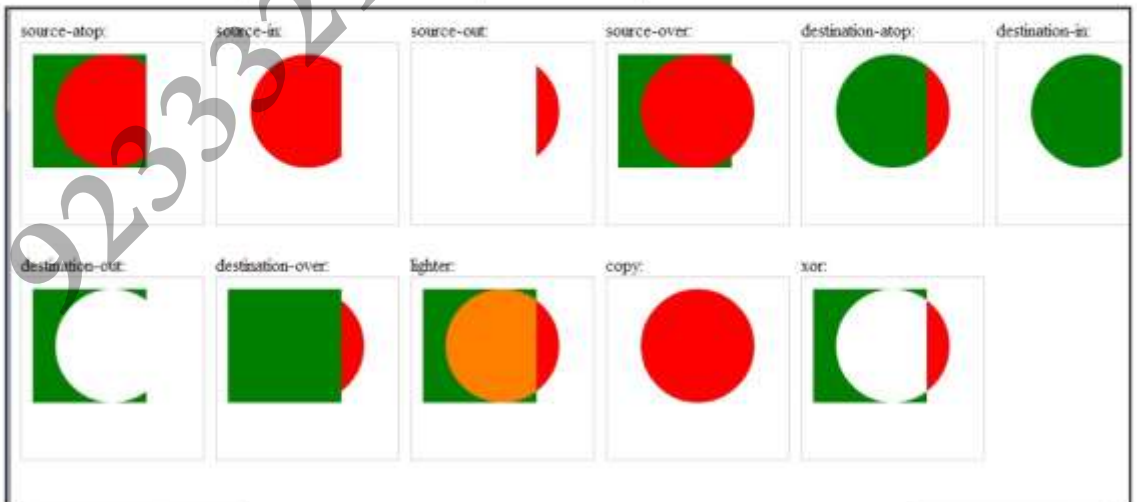 source-atop:
source-in:
source-out:
source-over:
destination-atop:
destination-in:
destination-out:
destination-over:
lighter:
copy:
xor: